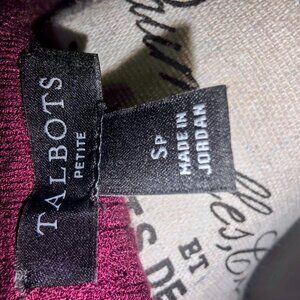 TALBOTS
PETITE
SP
MADE IN
JORDAN
ET